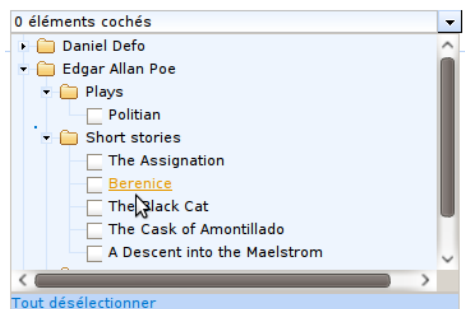 0 éléments cochés
Daniel Defo
Edgar Allan Poe
Plays
Politian
Short stories
The Assignation
Berenice
The Black Cat
The Cask of Amontillado
A Descent into the Maelstrom
Tout désélectionner